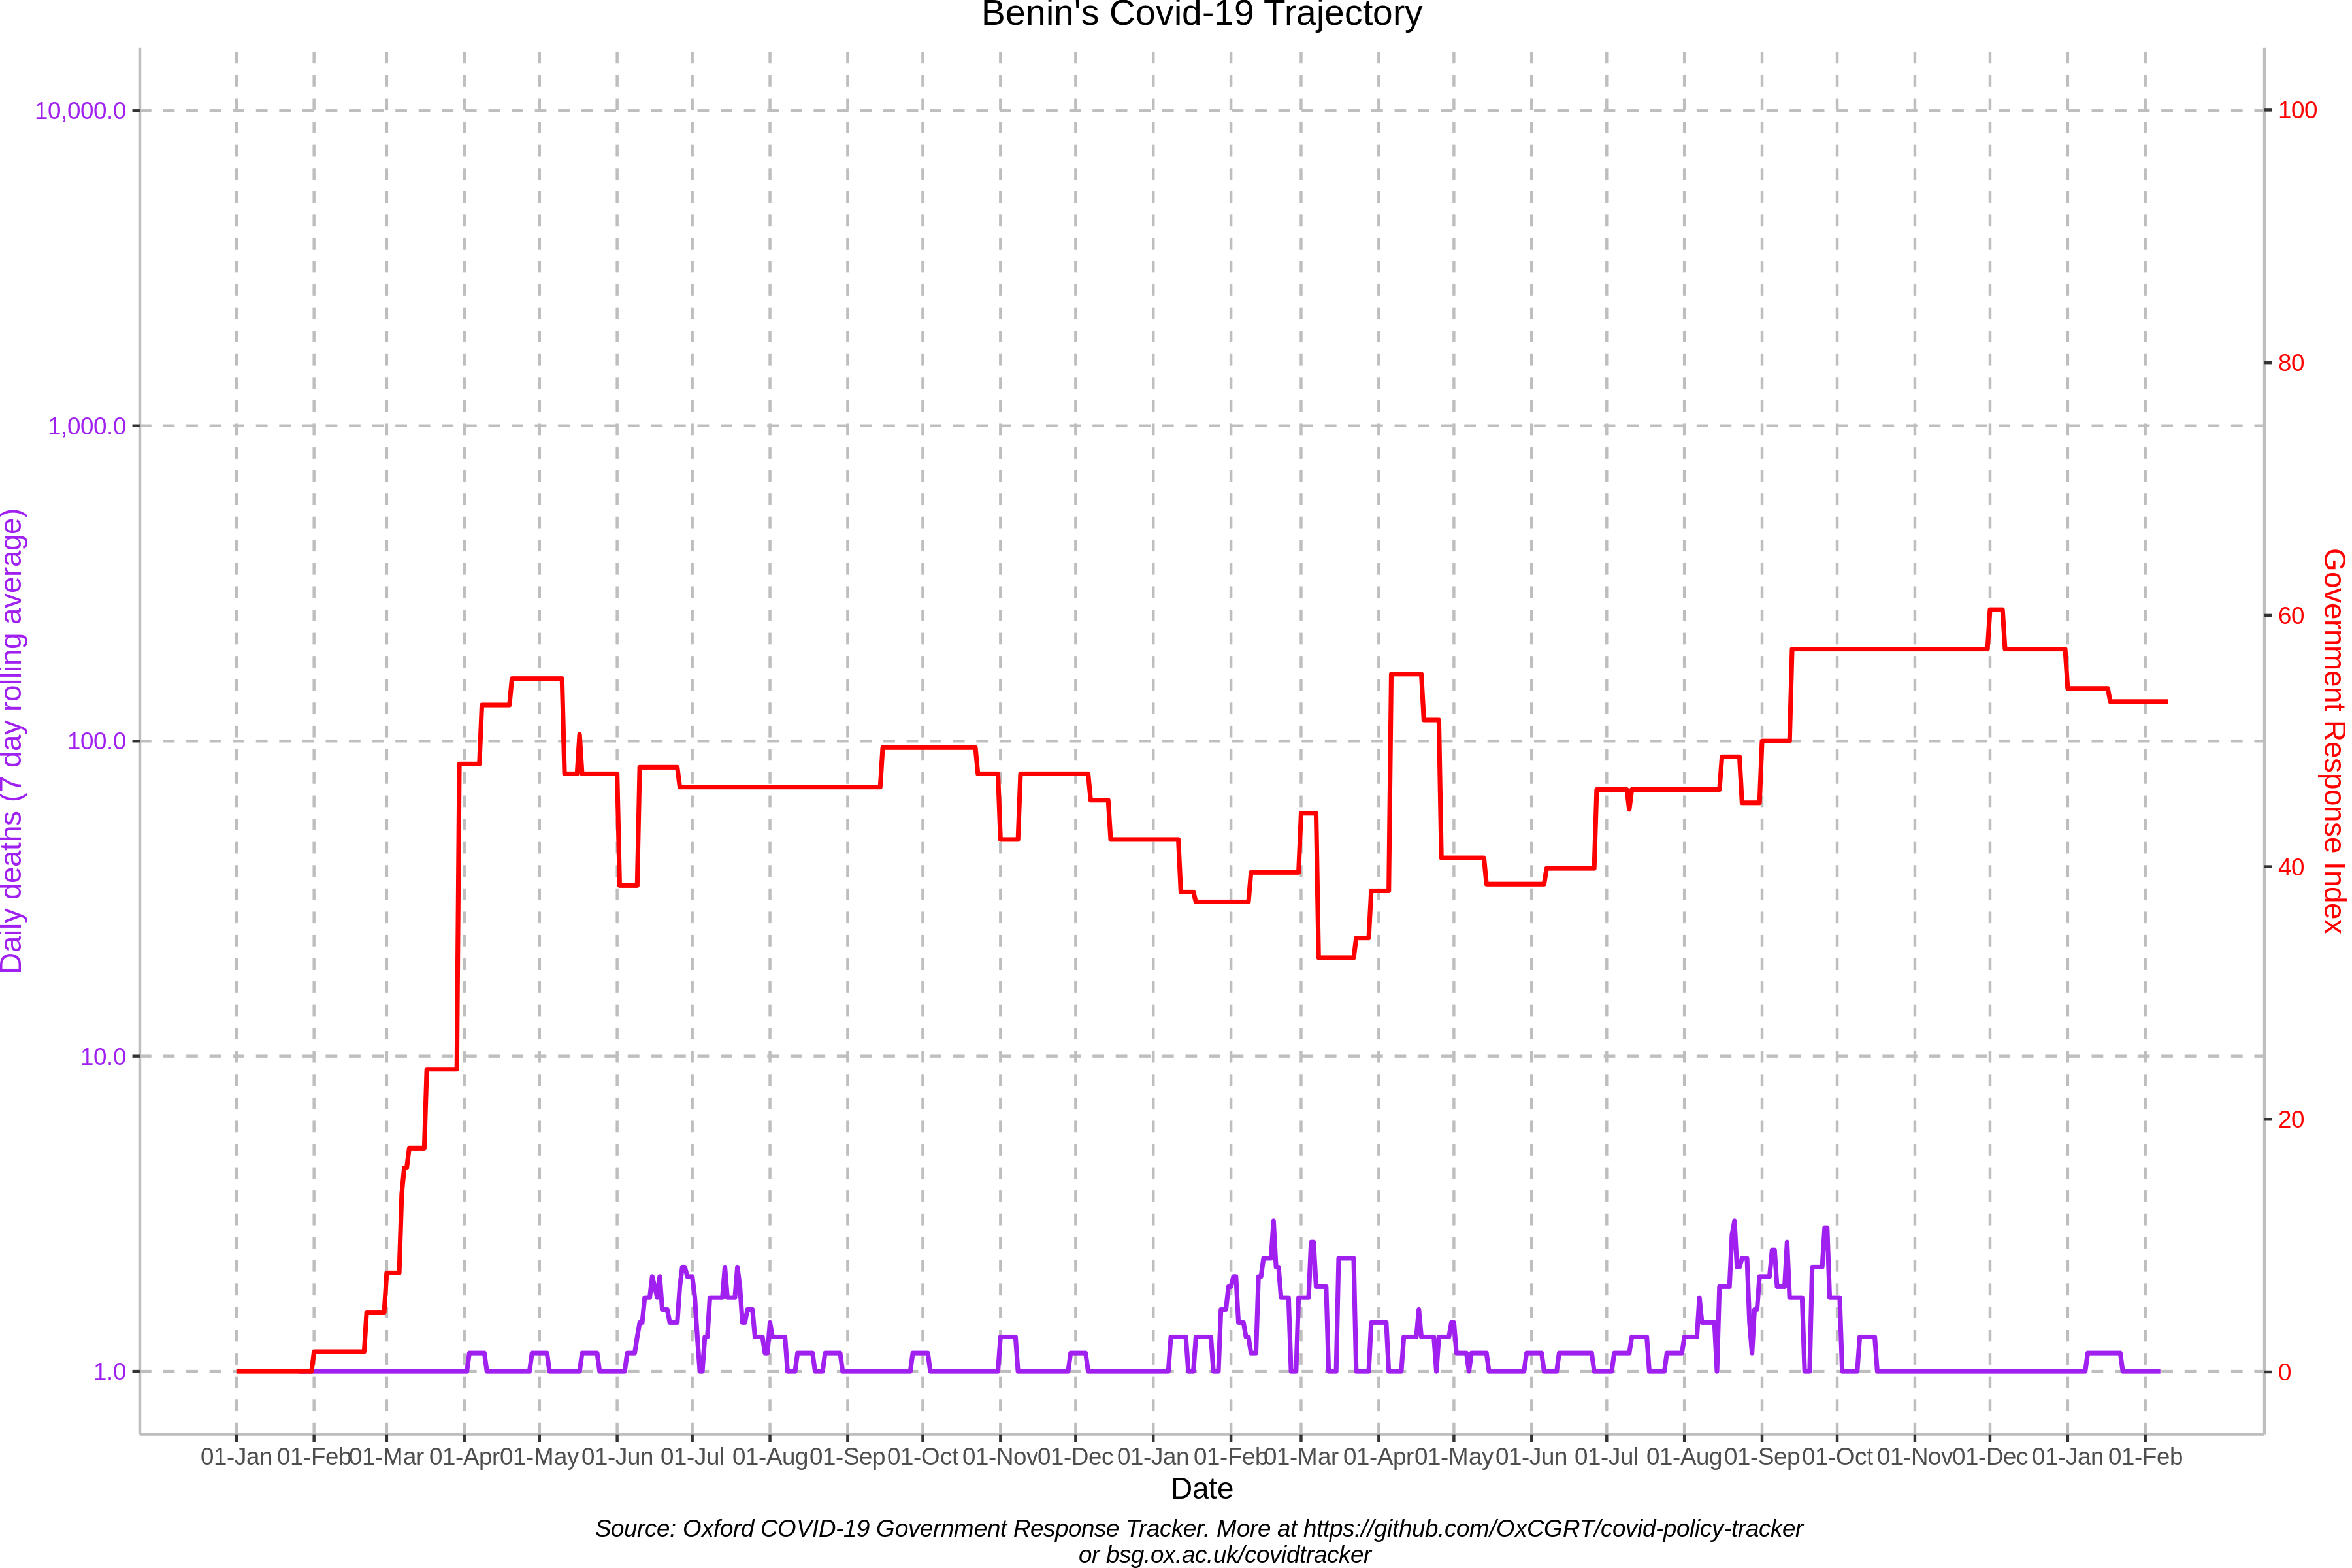 Benin's Covid-19 Trajectory
10,000.0
1,000.0
100.0
10.0
1.0
Daily deaths (7 day rolling average)
100
80
60
40
20
0
Government Response Index
01-Jan 01-Feb 01-Mar 01-Apr 01-May 01-Jun 01-Jul 01-Aug 01-Sep 01-Oct 01-Nov 01-Dec 01-Jan 01-Feb 01-Mar 01-Apr 01-May 01-Jun 01-Jul 01-Aug 01-Sep 01-Oct 01-Nov 01-Dec 01-Jan 01-Feb
Date
Source: Oxford COVID-19 Government Response Tracker. More at https://github.com/OxCGRT/covid-policy-tracker
or bsg.ox.ac.uk/covidtracker